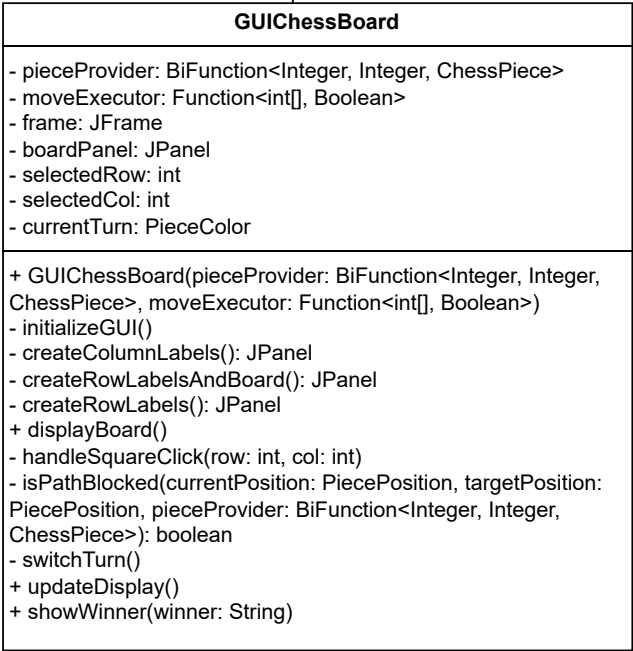 GUIChessBoard
- pieceProvider: BiFunction<Integer, Integer, ChessPiece>
- moveExecutor: Function<int[], Boolean>
- frame: JFrame
- boardPanel: JPanel
- selectedRow: int
- selectedCol: int
- currentTurn: PieceColor
+ GUIChessBoard(pieceProvider: BiFunction<Integer, Integer,
ChessPiece>, moveExecutor: Function<int[], Boolean>)
- initializeGUI()
- createColumnLabels(): JPanel
- createRowLabelsAndBoard(): JPanel
- createRowLabels(): JPanel
+ displayBoard()
- handleSquareClick(row: int, col: int)
- isPathBlocked(currentPosition: PiecePosition, targetPosition:
PiecePosition, pieceProvider: BiFunction<Integer, Integer,
ChessPiece>): boolean
- switchTurn()
+ updateDisplay()
+ showWinner(winner: String)